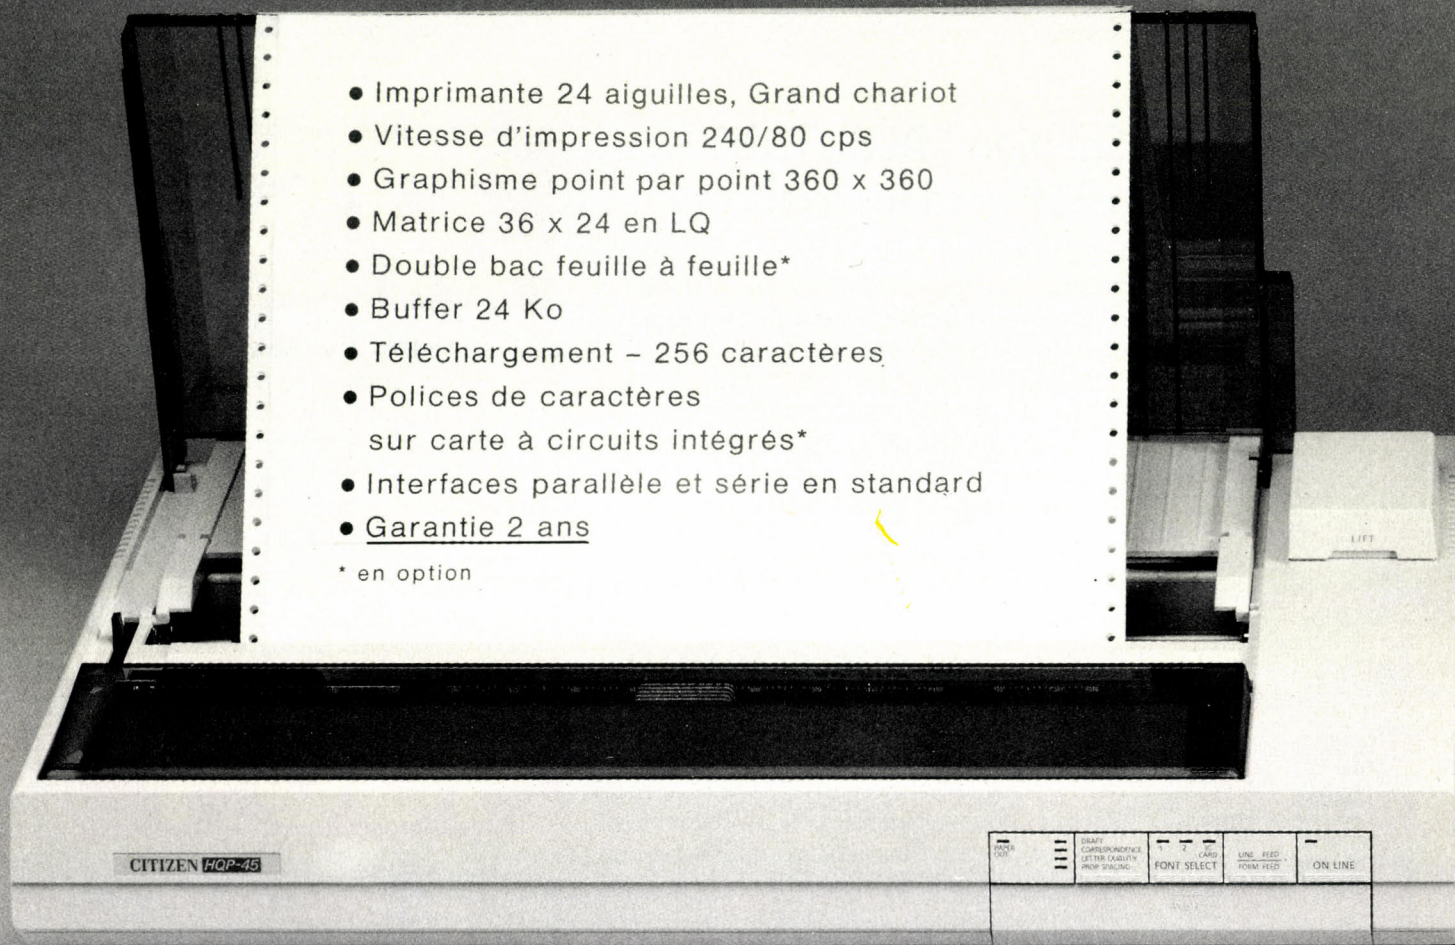 ● Imprimante 24 aiguilles, Grand chariot
● Vitesse d'impression 240/80 cps
● Graphisme point par point 360 x 360
● Matrice 36 x 24 en LQ
● Double bac feuille à feuille*
● Buffer 24 Ko
● Téléchargement – 256 caractères
● Polices de caractères
sur carte à circuits intégrés*
● Interfaces parallèle et série en standard
● Garantie 2 ans
* en option
LIFT
CITIZEN HQP-45
PAPER
OUT
DRAFT
CORRESPONDENCE
LETTER QUALITY
PROP SPACING
1 2 IC
CARD
FONT SELECT
LINE FEED
FORM FEED
ON LINE